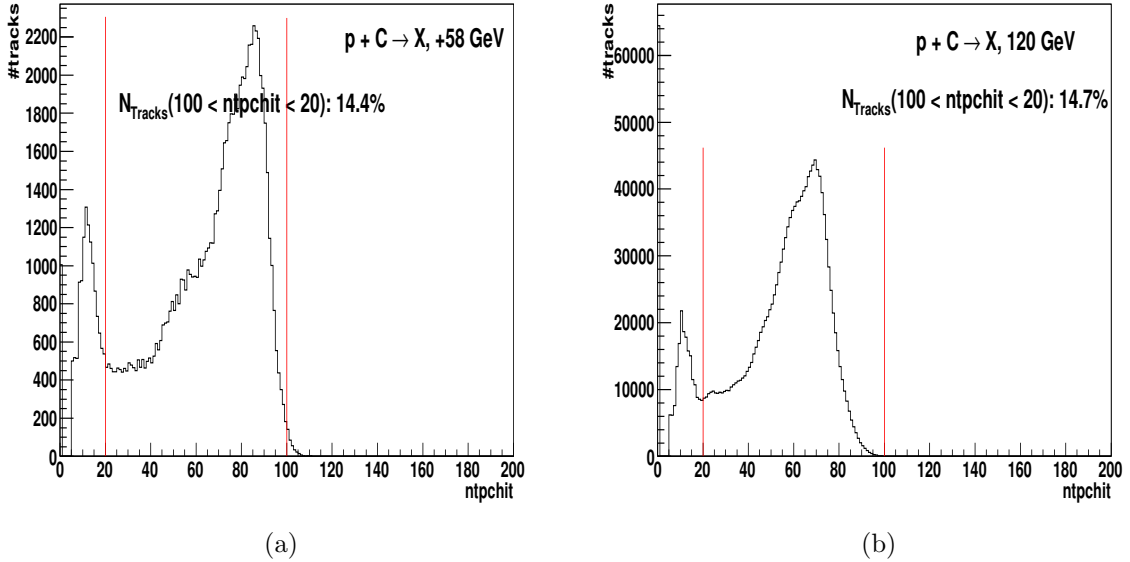 #tracks
2200
2000
1800
1600
1400
1200
1000
800
600
400
200
0
p + C → X, +58 GeV
N_Tracks(100 < ntpchit < 20): 14.4%
0 20 40 60 80 100 120 140 160 180 200
ntpchit
(a)
#tracks
60000
50000
40000
30000
20000
10000
0
p + C → X, 120 GeV
N_Tracks(100 < ntpchit < 20): 14.7%
0 20 40 60 80 100 120 140 160 180 200
ntpchit
(b)